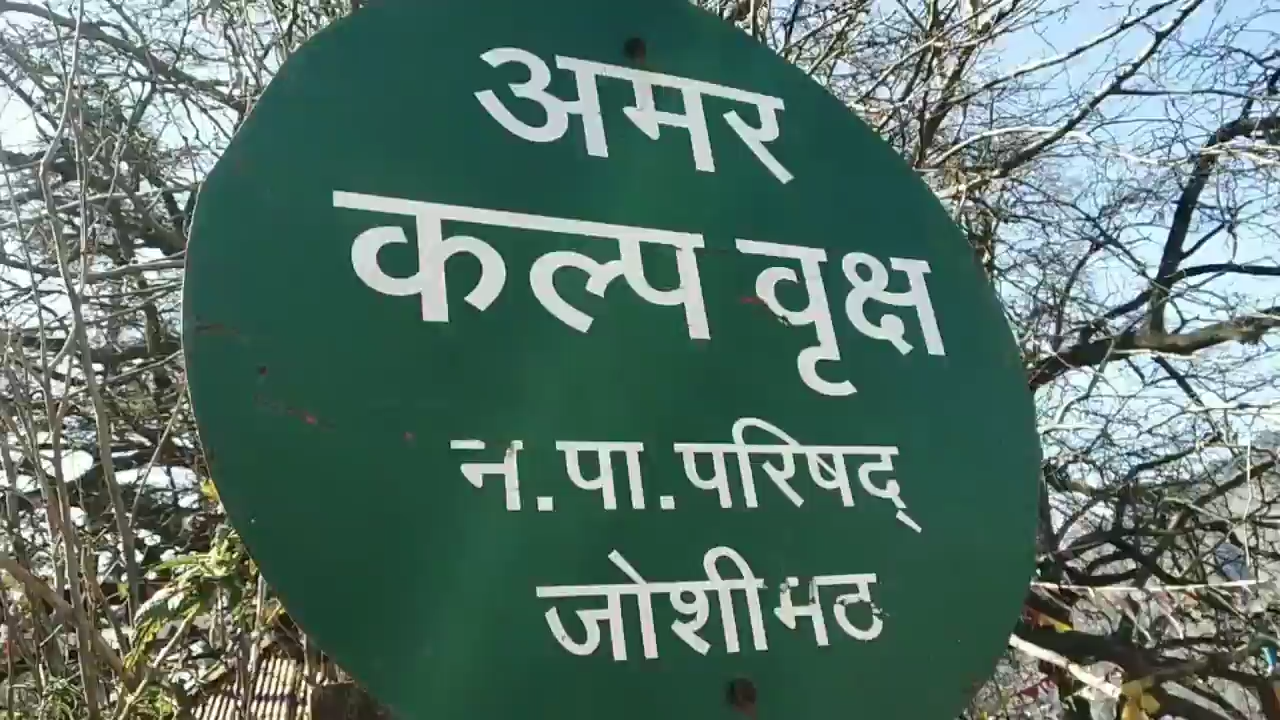 अमर
कल्प वृक्ष
न.पा.परिषद्
जोशीमठ